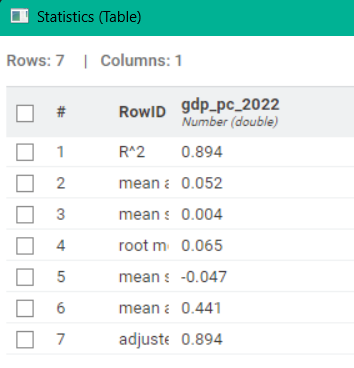 Statistics (Table)
Rows: 7 | Columns: 1
# RowID gdp_pc_2022
Number (double)
1 R^2 0.894
2 mean a 0.052
3 mean s 0.004
4 root m 0.065
5 mean s -0.047
6 mean a 0.441
7 adjuste 0.894